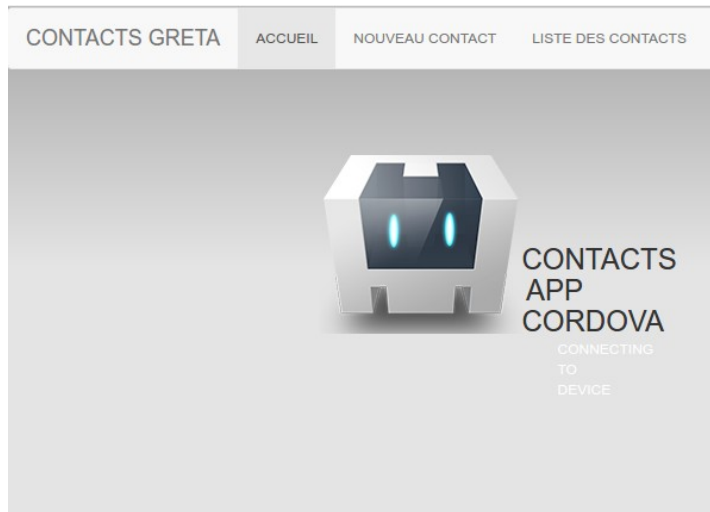 CONTACTS GRETA ACCUEIL NOUVEAU CONTACT LISTE DES CONTACTS
CONTACTS
APP
CORDOVA
CONNECTING
TO
DEVICE